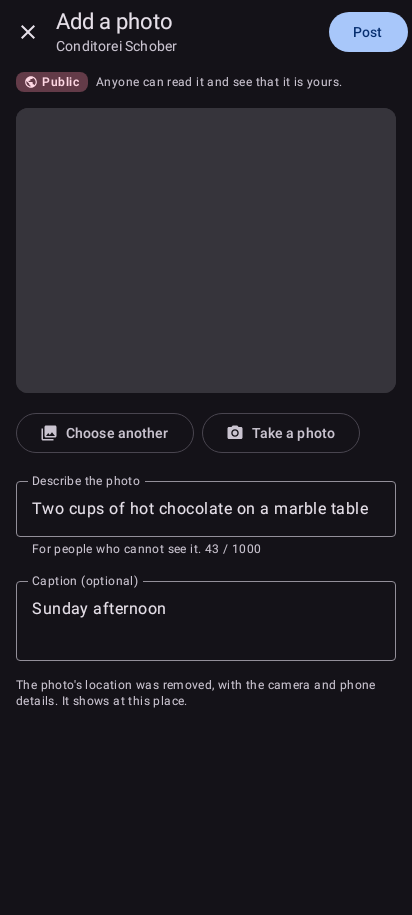 Add a photo
Conditorei Schober
Post
Public
Anyone can read it and see that it is yours.
Choose another
Take a photo
Describe the photo
Two cups of hot chocolate on a marble table
For people who cannot see it. 43 / 1000
Caption (optional)
Sunday afternoon
The photo's location was removed, with the camera and phone
details. It shows at this place.